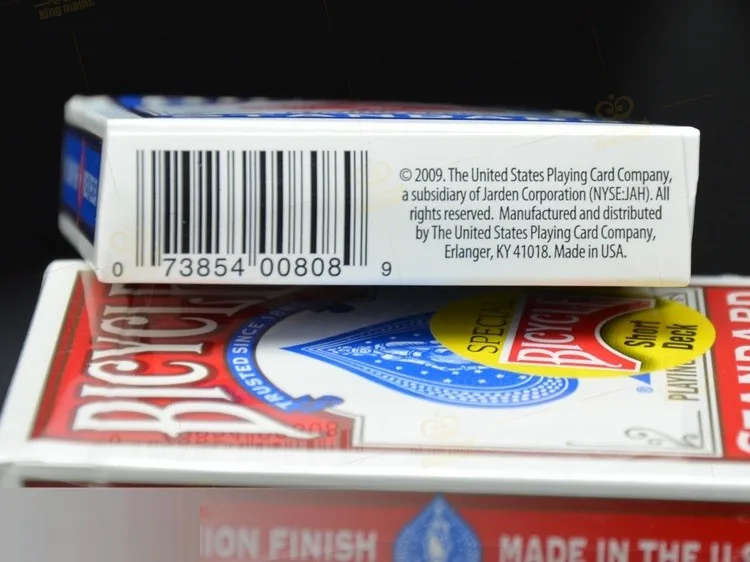 © 2009. The United States Playing Card Company,
a subsidiary of Jarden Corporation (NYSE:JAH). All
rights reserved. Manufactured and distributed
by The United States Playing Card Company,
Erlanger, KY 41018. Made in USA.
0 73854 00808 9
BICYCLE
TRUSTED SINCE
SPECIAL
BICYCLE
Short
Deck
®
STANDARD
ION FINISH
MADE IN THE U.S